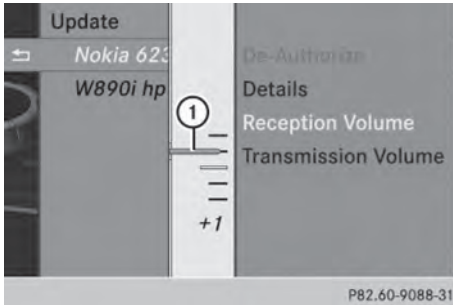 Update
Nokia 623
W890i hp
1
+1
De-Authorize
Details
Reception Volume
Transmission Volume
P82.60-9088-31